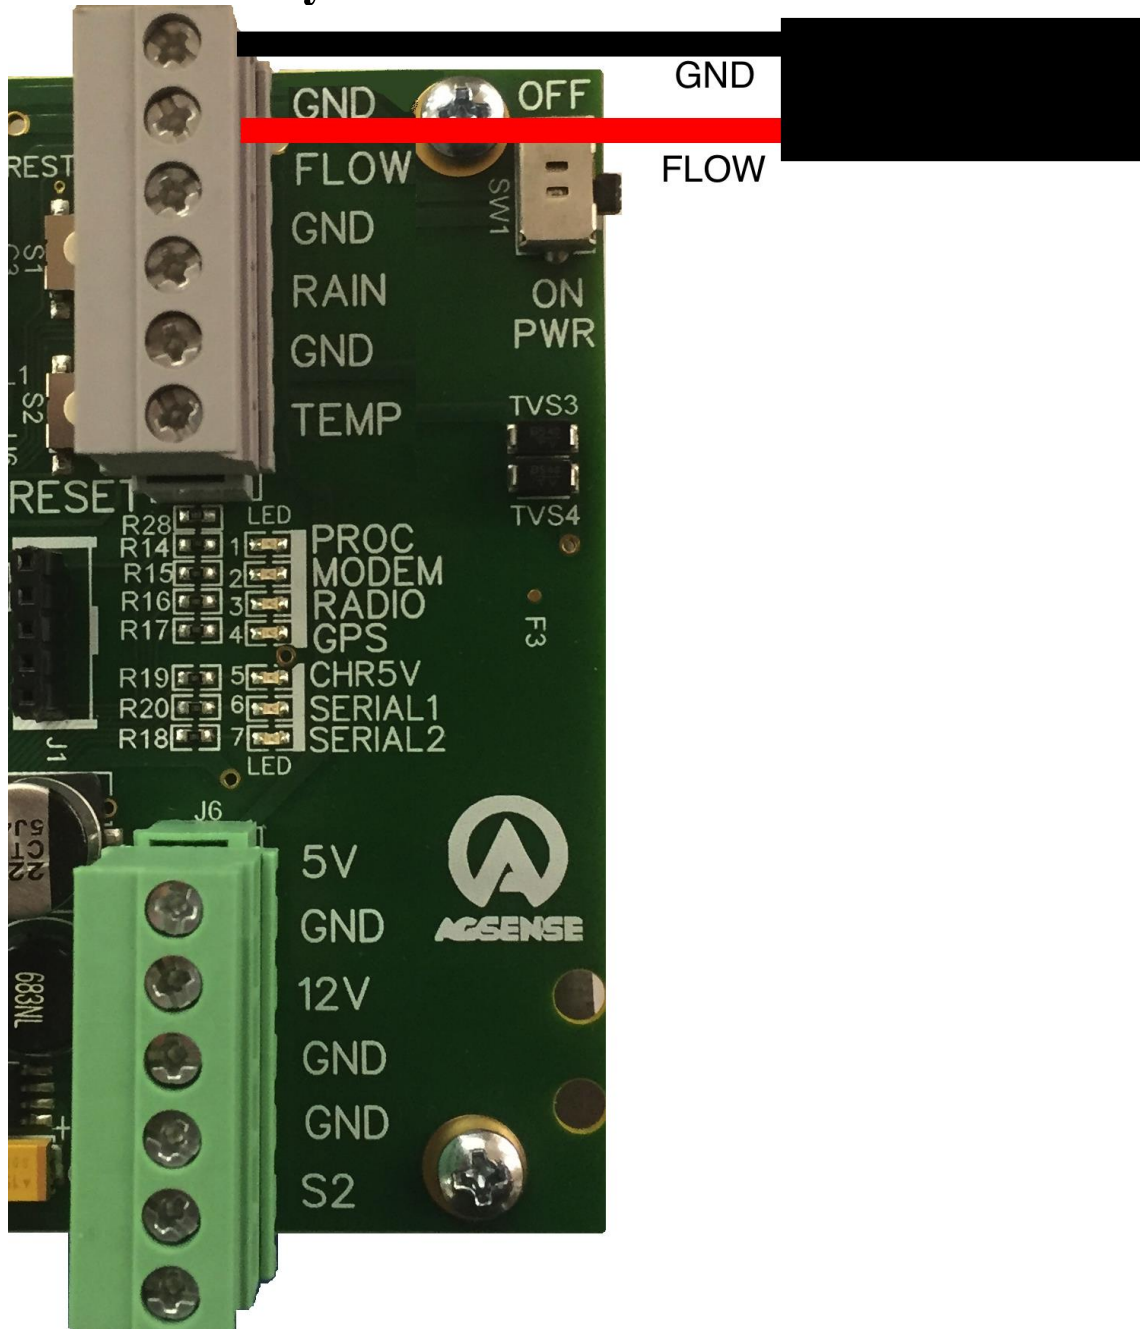 GND
OFF
GND
FLOW
REST
FLOW
SW1
GND
S1
RAIN
ON
PWR
GND
S2
TEMP
TVS3
RESET
TVS4
LED
R28
R14 1 PROC
R15 2 MODEM
R16 3 RADIO
R17 4 GPS
F3
R19 5 CHR5V
R20 6 SERIAL1
R18 7 SERIAL2
J1
LED
J6
5V
GND
AGSENSE
12V
683NL
GND
GND
+
S2